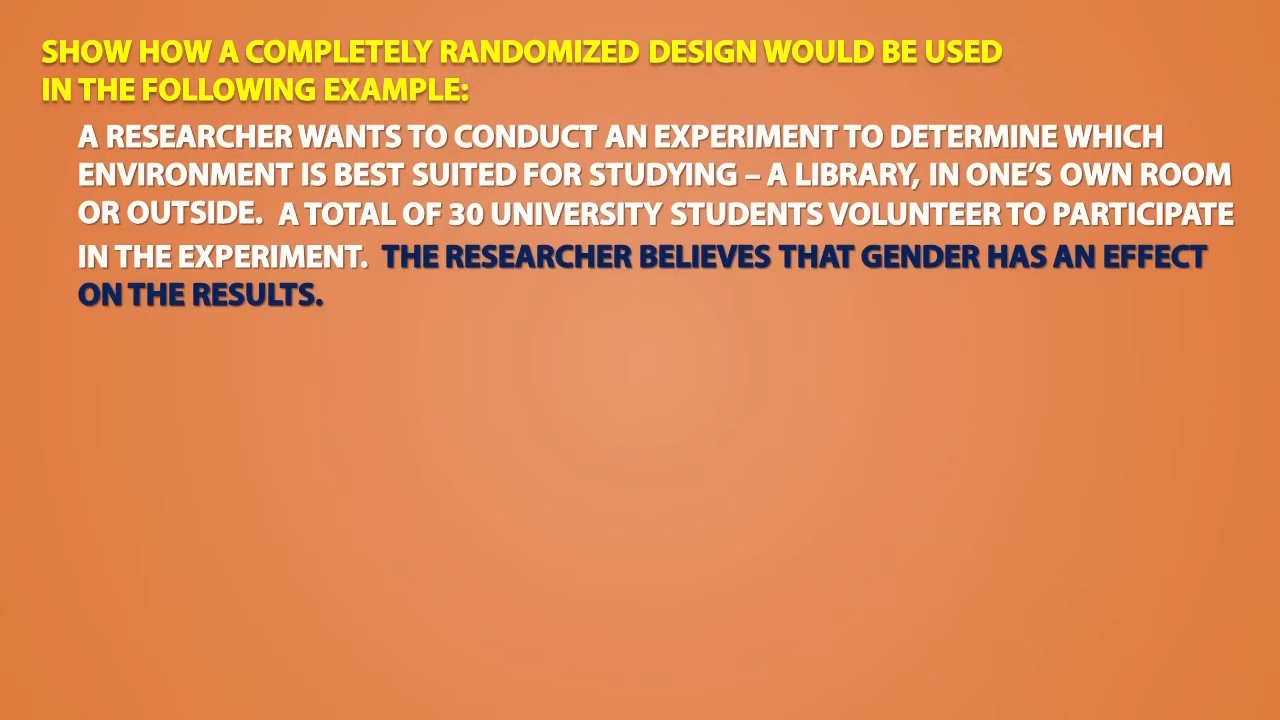 SHOW HOW A COMPLETELY RANDOMIZED DESIGN WOULD BE USED
IN THE FOLLOWING EXAMPLE:
A RESEARCHER WANTS TO CONDUCT AN EXPERIMENT TO DETERMINE WHICH
ENVIRONMENT IS BEST SUITED FOR STUDYING – A LIBRARY, IN ONE’S OWN ROOM
OR OUTSIDE. A TOTAL OF 30 UNIVERSITY STUDENTS VOLUNTEER TO PARTICIPATE
IN THE EXPERIMENT. THE RESEARCHER BELIEVES THAT GENDER HAS AN EFFECT
ON THE RESULTS.